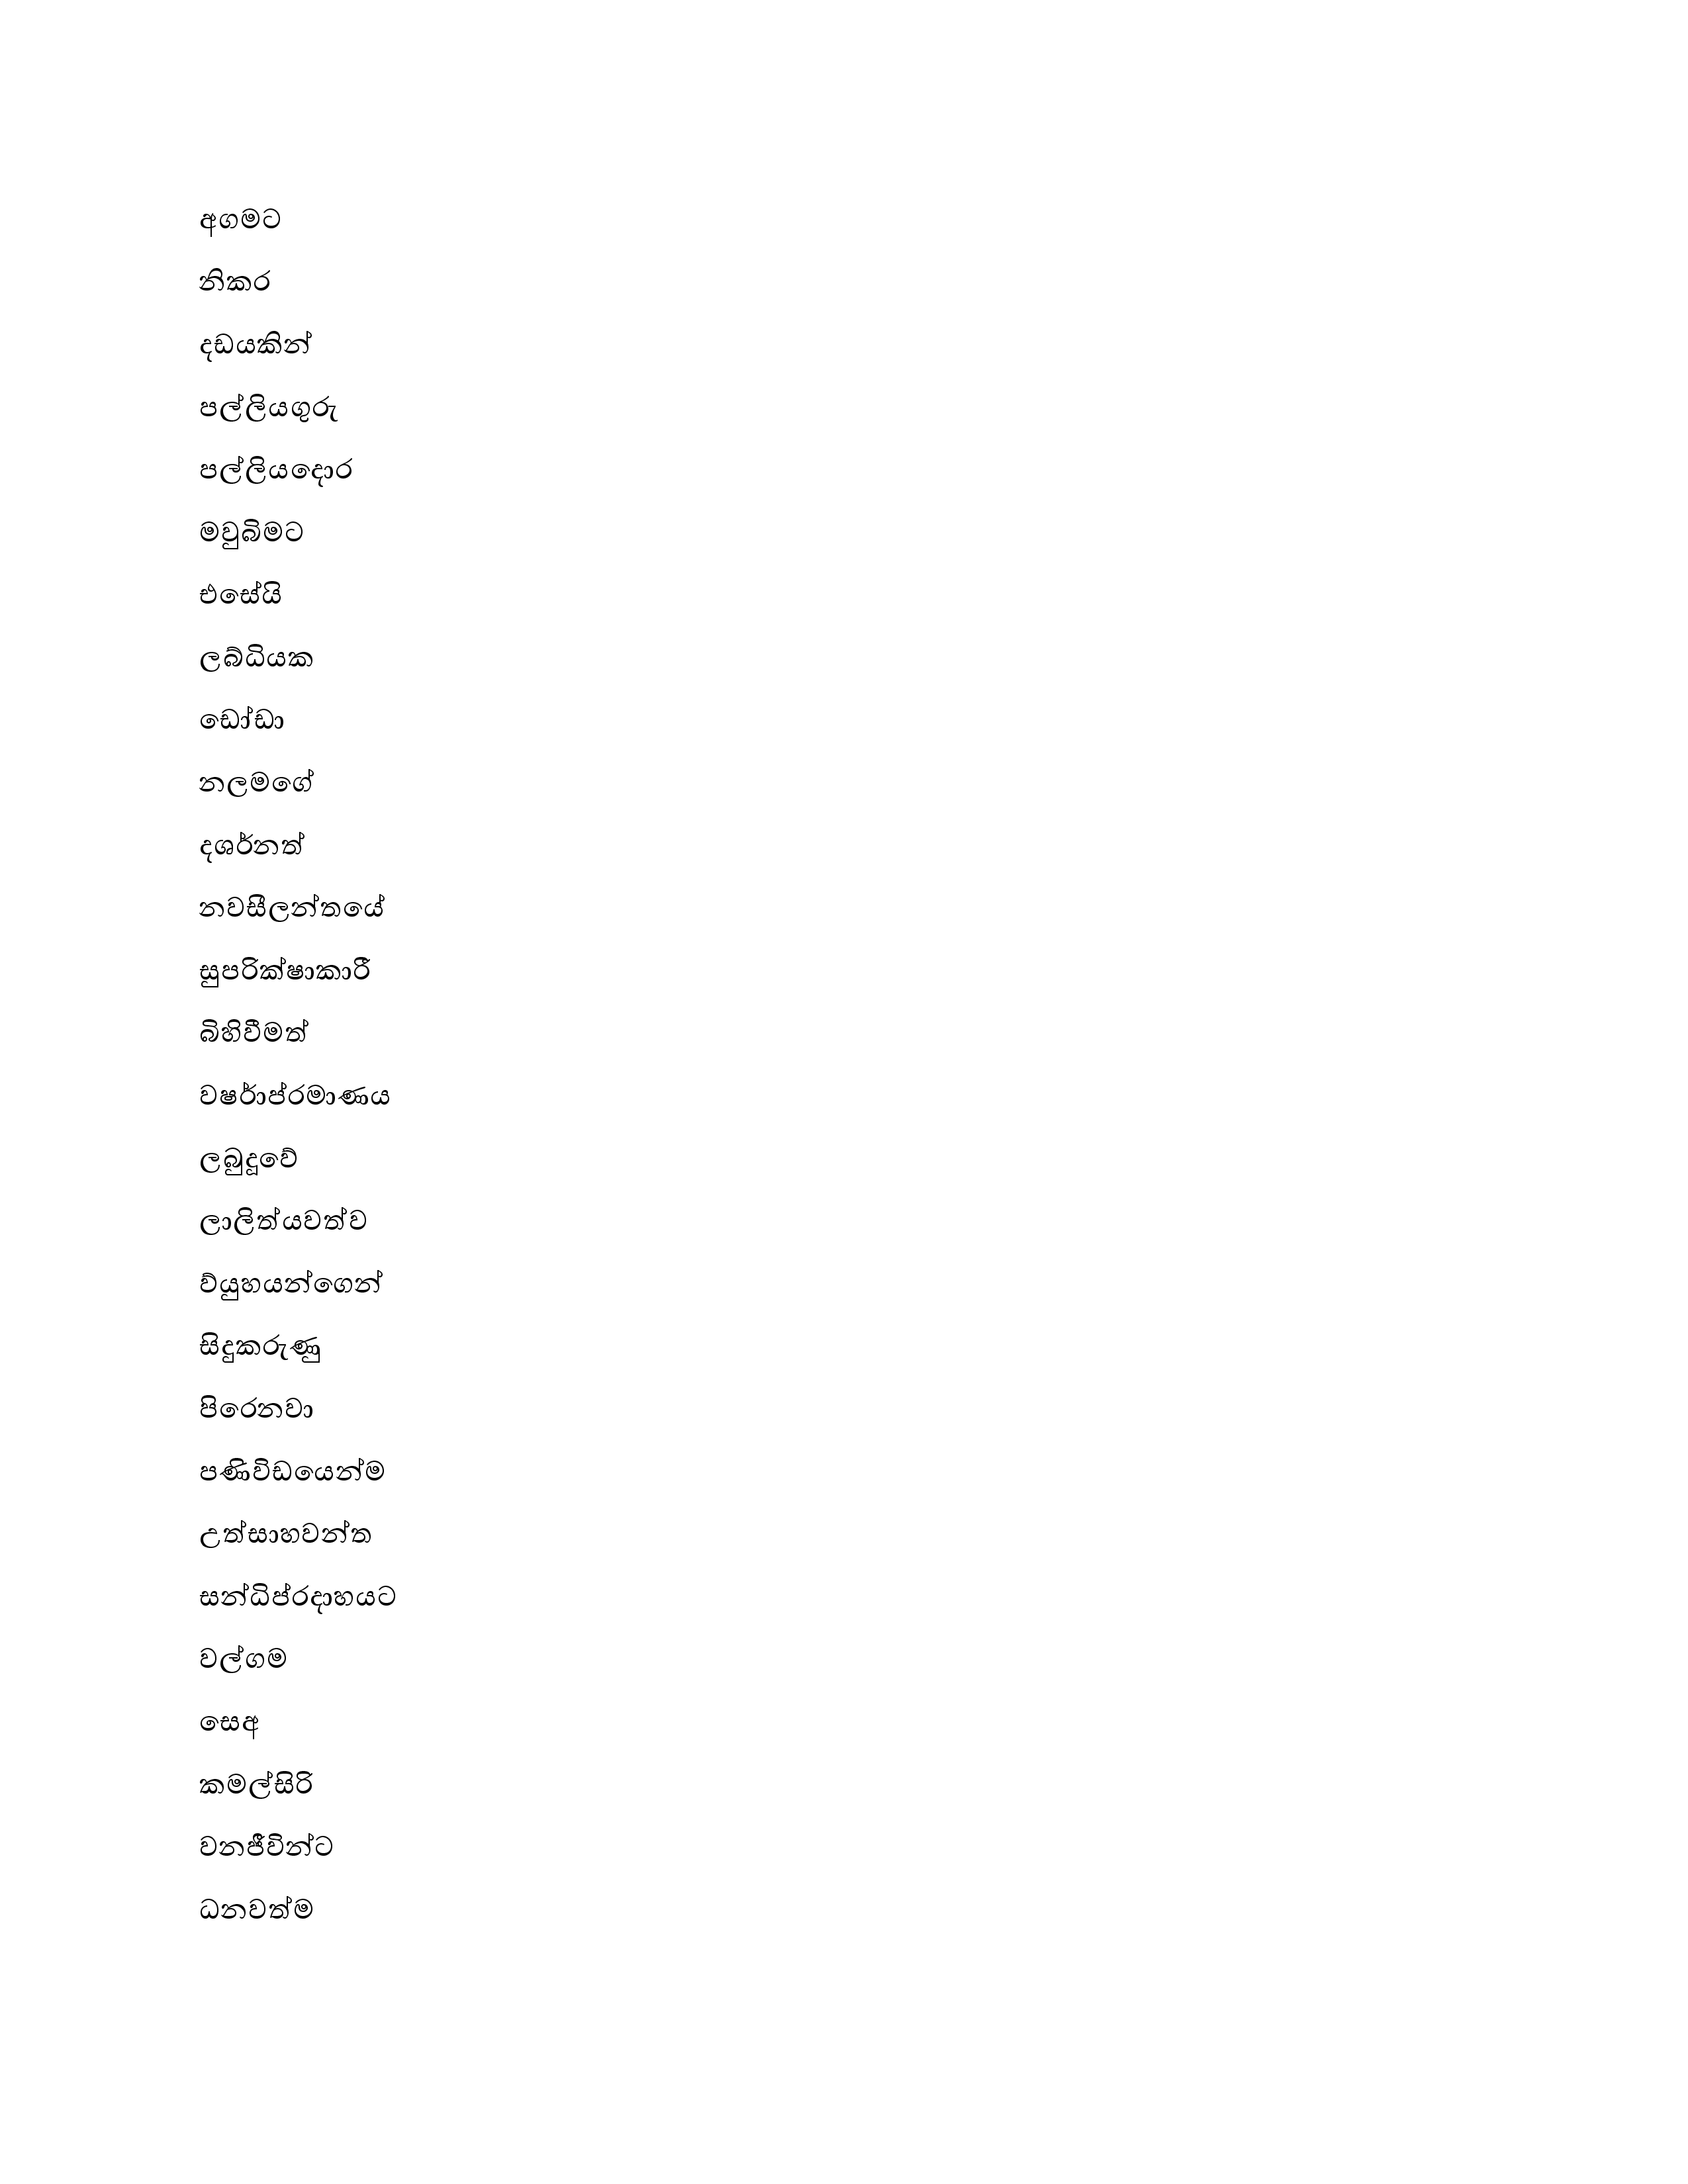 අගමට
නිකර
දඩයකින්
පල්ලියගුරු
පල්ලියදොර
මවුබිමට
එසේයි
ලබ්ධියක
ඩෝඩා
නලමගේ
දශර්නත්
නවසීලන්තයේ
සුපරික්ෂාකාරී
බිහිවීමත්
වෂර්ාප්රමාණය
ලබුදූවේ
ලාලිත්යවත්ව
ව්යුහයන්ගෙන්
සිදුකරුණු
පිරෙනවා
පණිවිඩයෙන්ම
උත්සාහවන්ත
සන්ධිප්රදාහයට
වල්ගම
සෙඅ
කමල්සිරි
වනජීවින්ට
ධනවත්ම